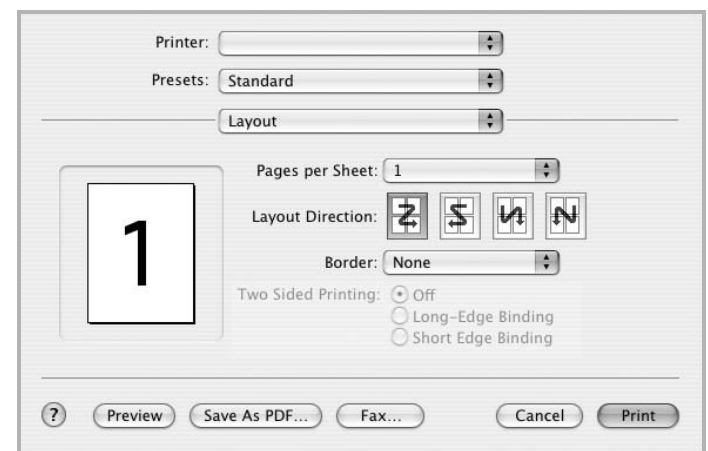 Printer:
Presets: Standard
Layout
Pages per Sheet: 1
1
Layout Direction:
Border: None
Two Sided Printing: Off
Long-Edge Binding
Short Edge Binding
? Preview Save As PDF... Fax... Cancel Print